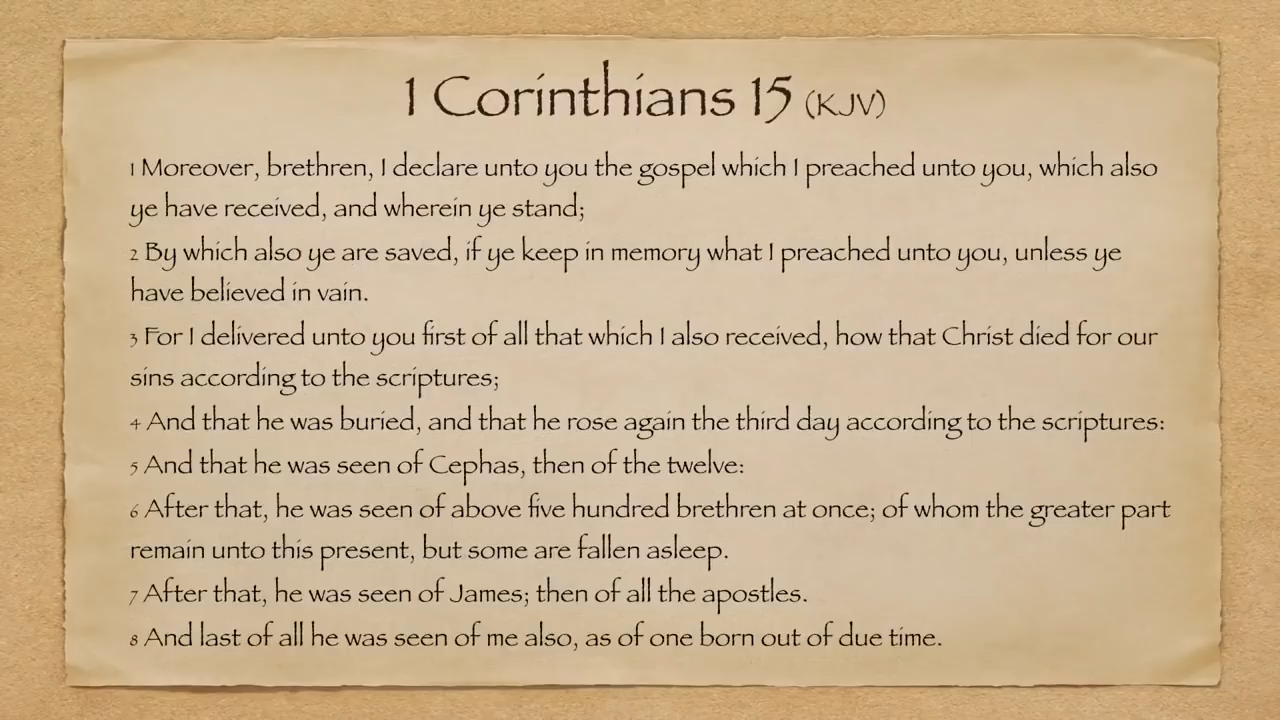 1 Corinthians 15 (KJV)
1 Moreover, brethren, I declare unto you the gospel which I preached unto you, which also
ye have received, and wherein ye stand;
2 By which also ye are saved, if ye keep in memory what I preached unto you, unless ye
have believed in vain.
3 For I delivered unto you first of all that which I also received, how that Christ died for our
sins according to the scriptures;
4 And that he was buried, and that he rose again the third day according to the scriptures:
5 And that he was seen of Cephas, then of the twelve:
6 After that, he was seen of above five hundred brethren at once; of whom the greater part
remain unto this present, but some are fallen asleep.
7 After that, he was seen of James; then of all the apostles.
8 And last of all he was seen of me also, as of one born out of due time.